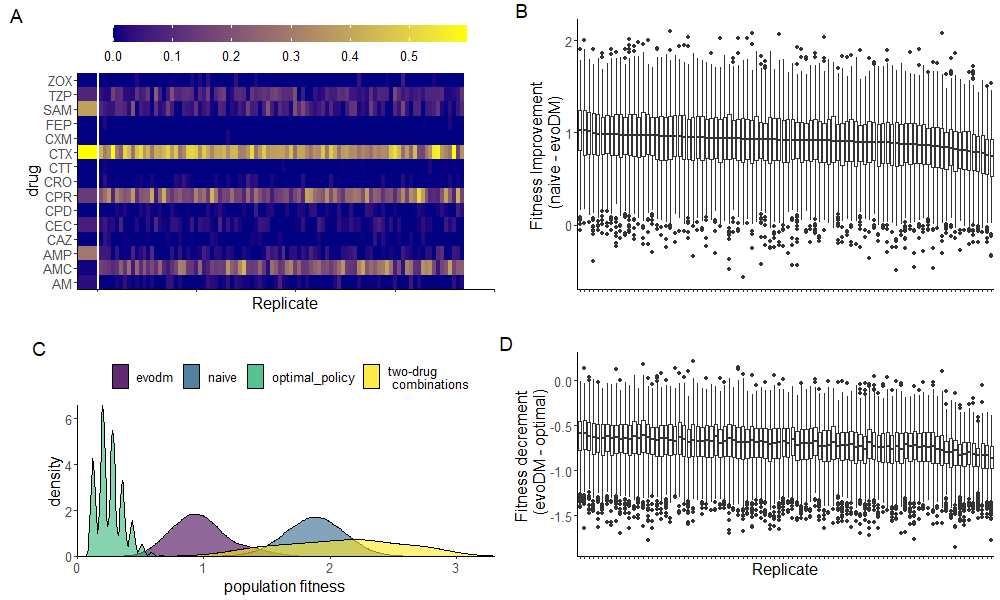 A
0.0 0.1 0.2 0.3 0.4 0.5
drug
ZOX
TZP
SAM
FEP
CXM
CTX
CTT
CRO
CPR
CPD
CEC
CAZ
AMP
AMC
AM
Replicate
B
Fitness Improvement
(naive - evoDM)
2
1
0
C
evodm naive optimal_policy two-drug
combinations
density
6
4
2
0
0 1 2 3
population fitness
D
Fitness decrement
(evoDM - optimal)
0.0
-0.5
-1.0
-1.5
Replicate